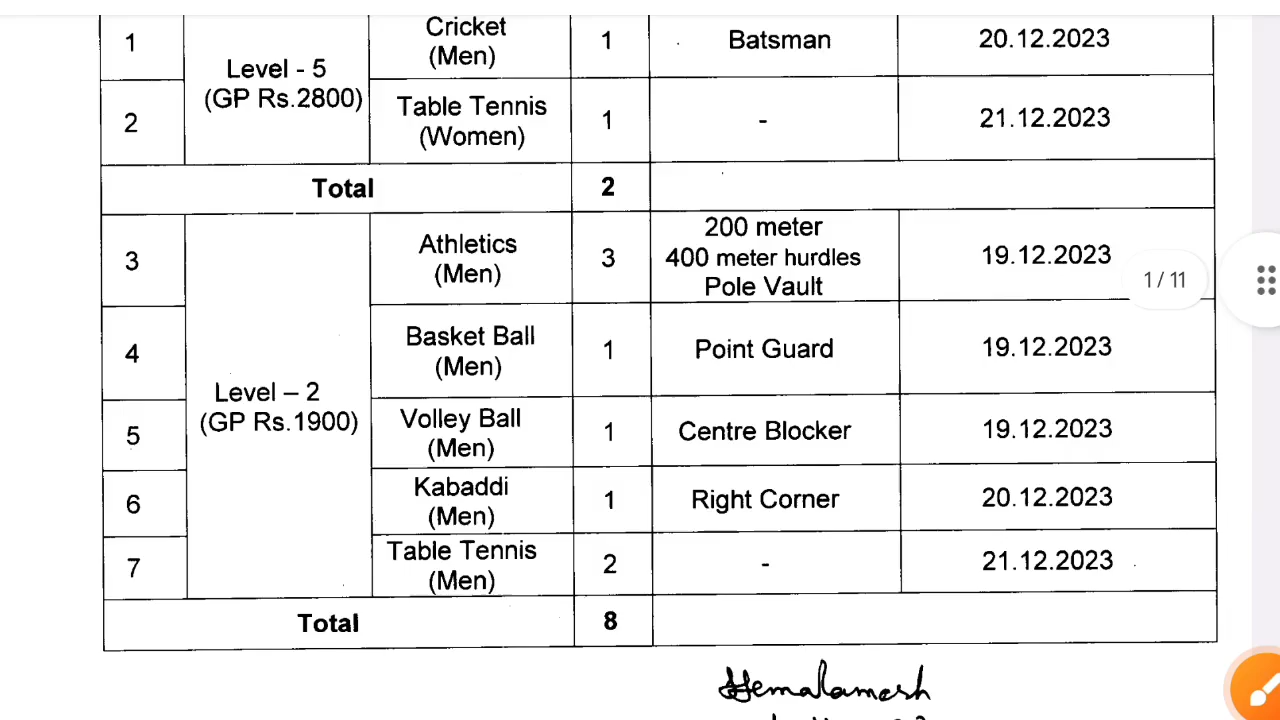 1
Level - 5
(GP Rs.2800)
Cricket
(Men)
1
Batsman
20.12.2023
2
Table Tennis
(Women)
1
-
21.12.2023
Total
2
3
Level – 2
(GP Rs.1900)
Athletics
(Men)
3
200 meter
400 meter hurdles
Pole Vault
19.12.2023
1 / 11
4
Basket Ball
(Men)
1
Point Guard
19.12.2023
5
Volley Ball
(Men)
1
Centre Blocker
19.12.2023
6
Kabaddi
(Men)
1
Right Corner
20.12.2023
7
Table Tennis
(Men)
2
-
21.12.2023
Total
8